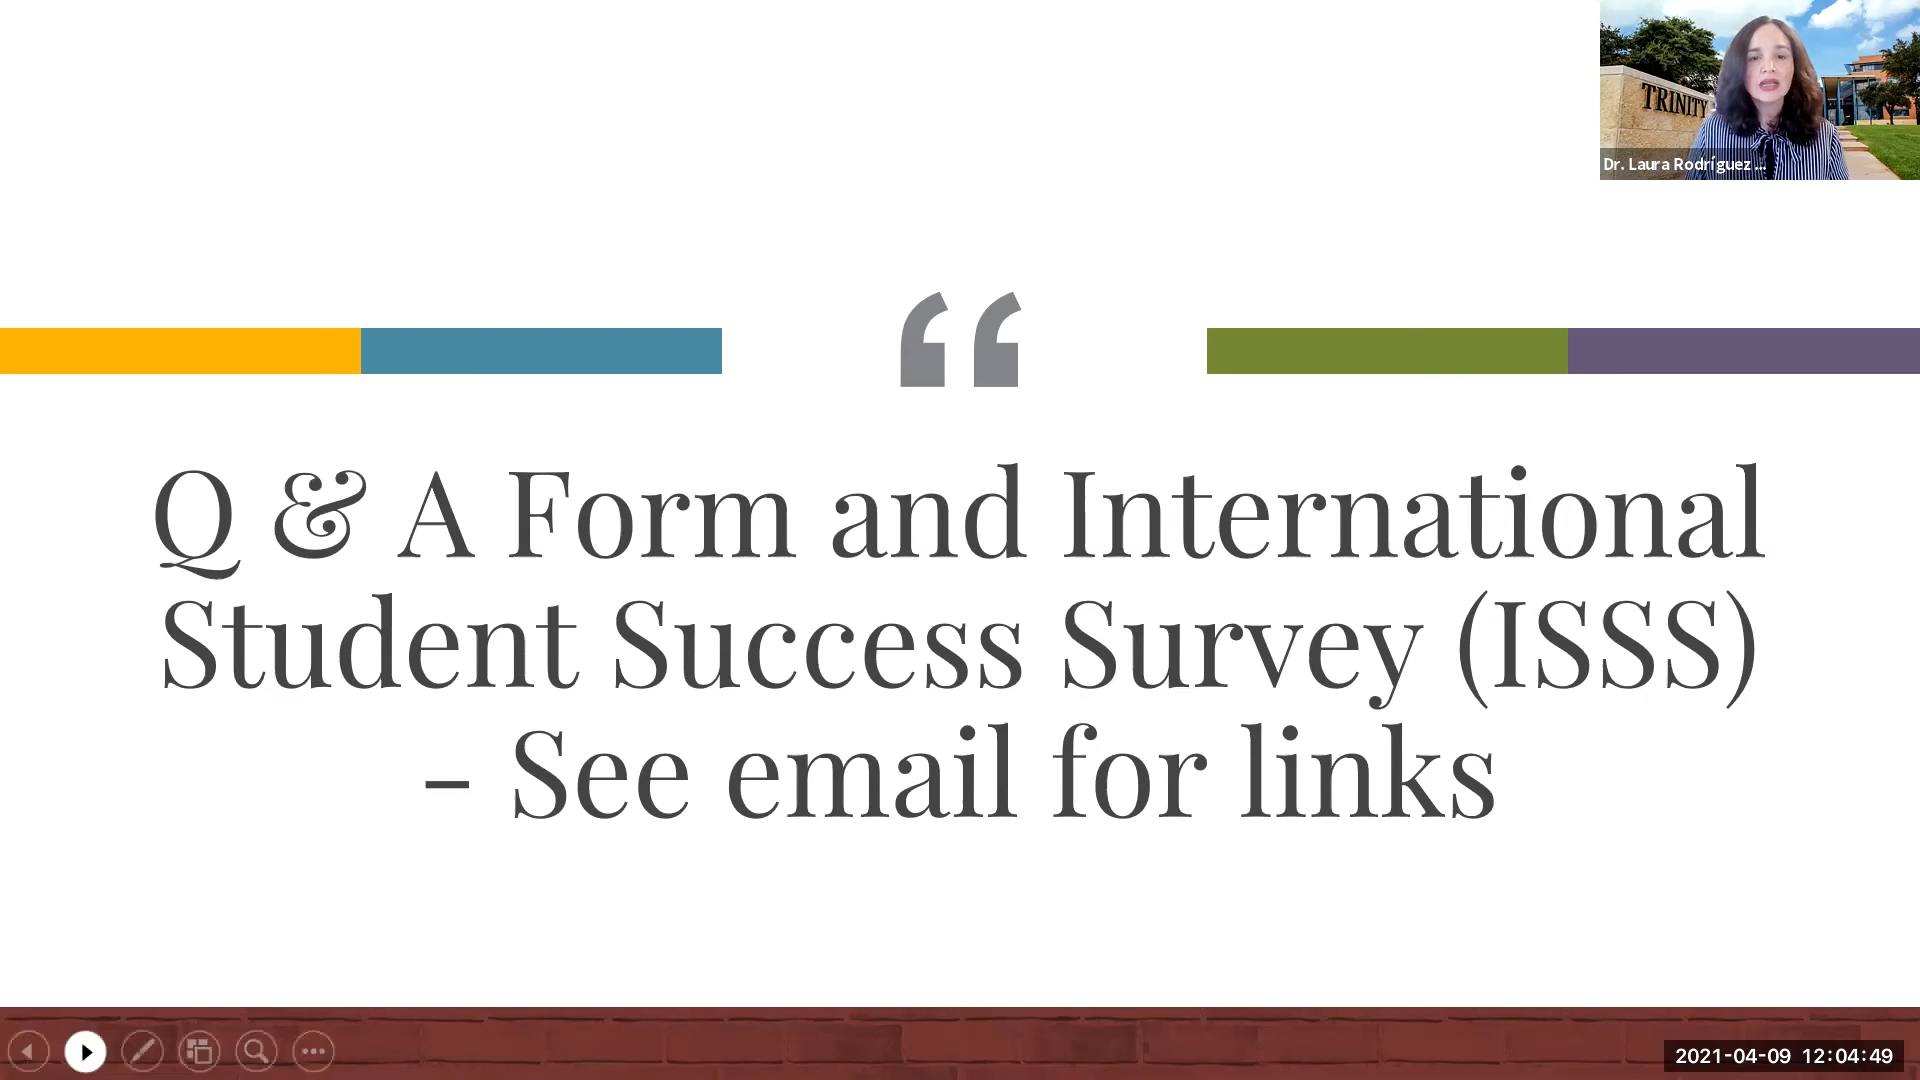 TRINITY
Dr. Laura Rodríguez ...
“
Q & A Form and International
Student Success Survey (ISSS)
- See email for links
2021-04-09 12:04:49